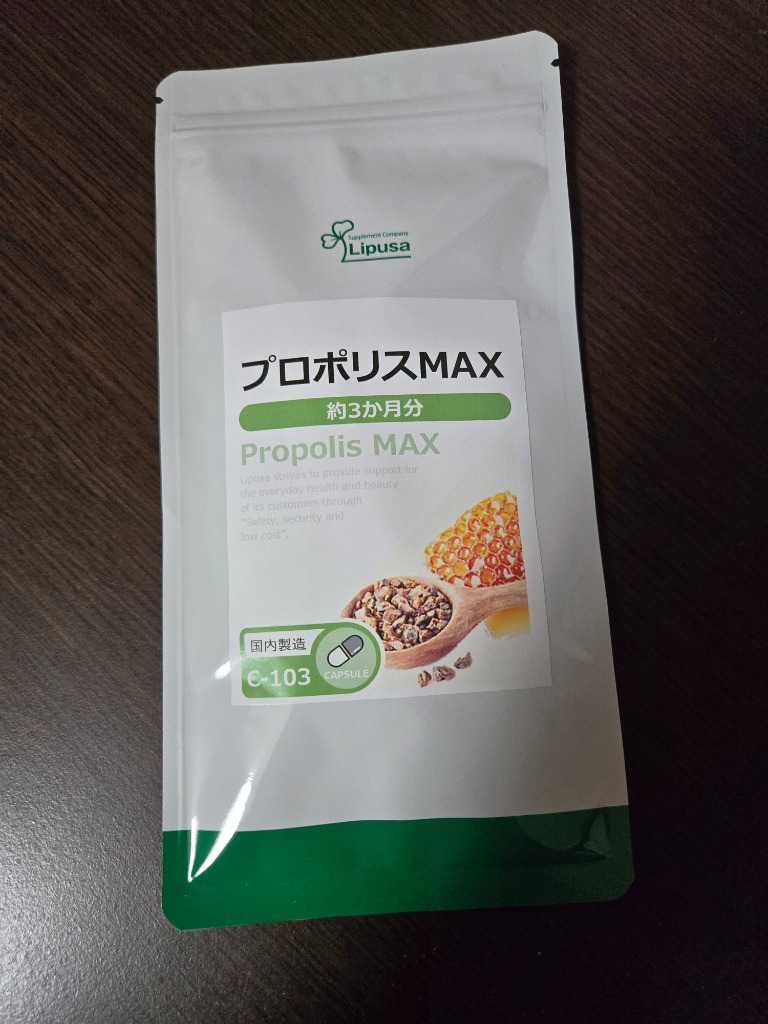 Supplement Company
Lipusa
プロポリスMAX
約3か月分
Propolis MAX
Lipusa strives to provide support for
the everyday health and beauty
of its customers through
"Safety, security and
low cost".
国内製造
C-103
CAPSULE